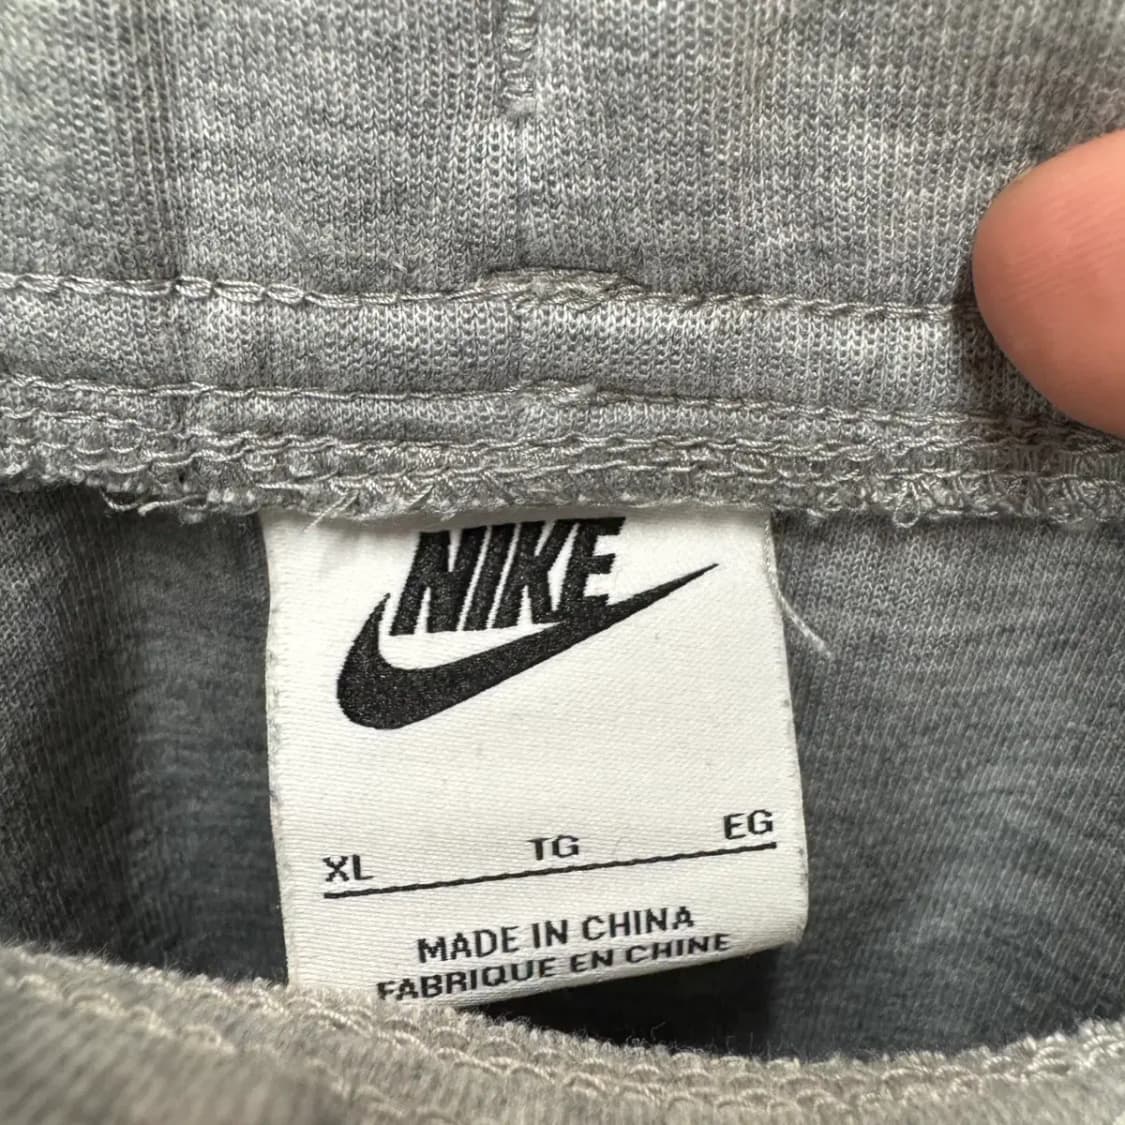 NIKE
XL TG EG
MADE IN CHINA
FABRIQUE EN CHINE